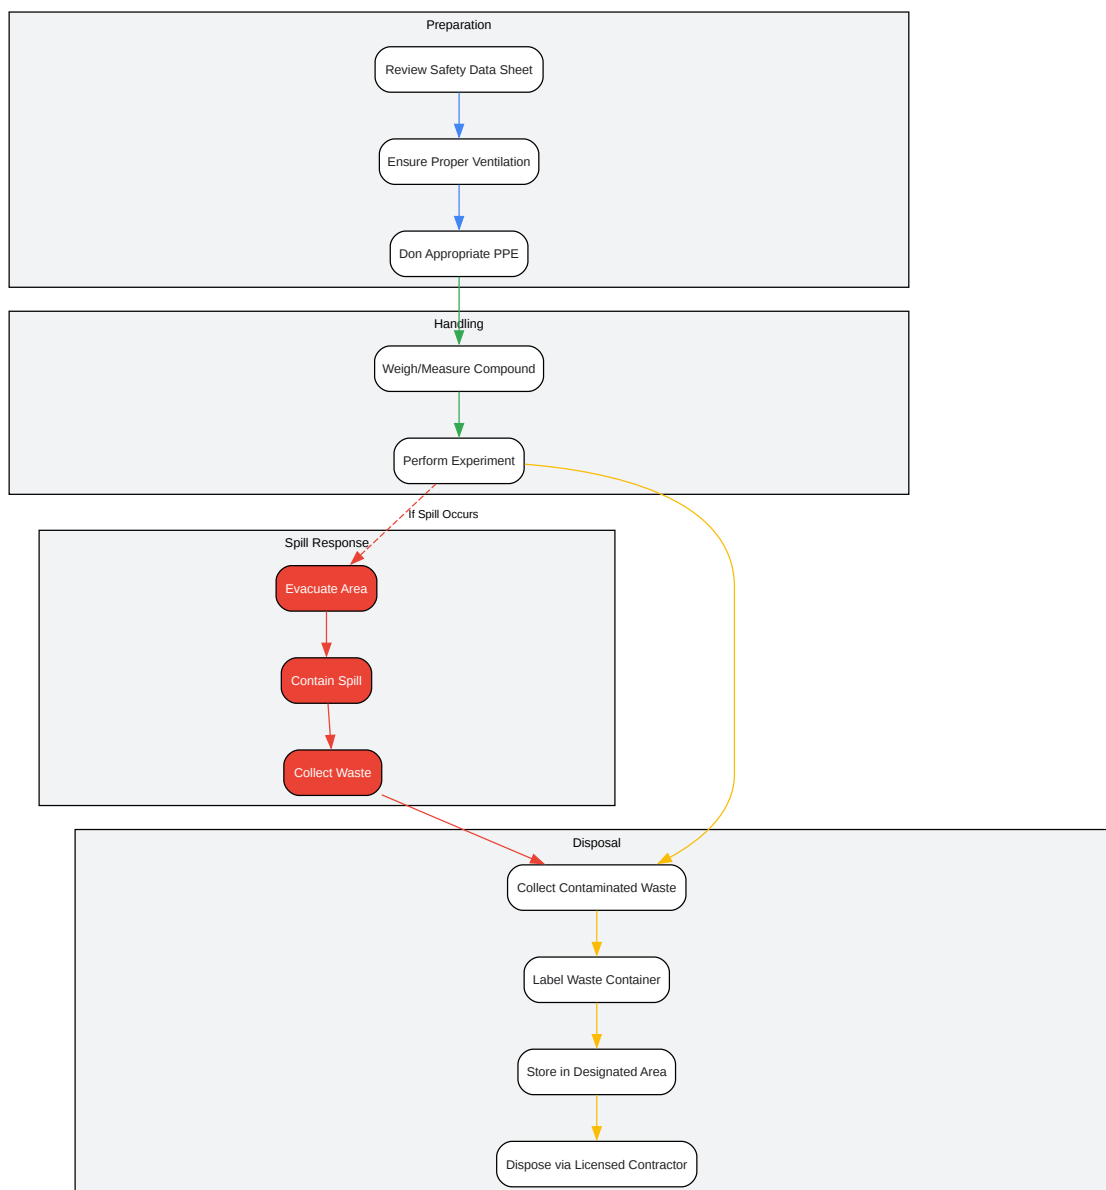 Preparation
Review Safety Data Sheet
Ensure Proper Ventilation
Don Appropriate PPE
Handling
Weigh/Measure Compound
Perform Experiment
If Spill Occurs
Spill Response
Evacuate Area
Contain Spill
Collect Waste
Disposal
Collect Contaminated Waste
Label Waste Container
Store in Designated Area
Dispose via Licensed Contractor